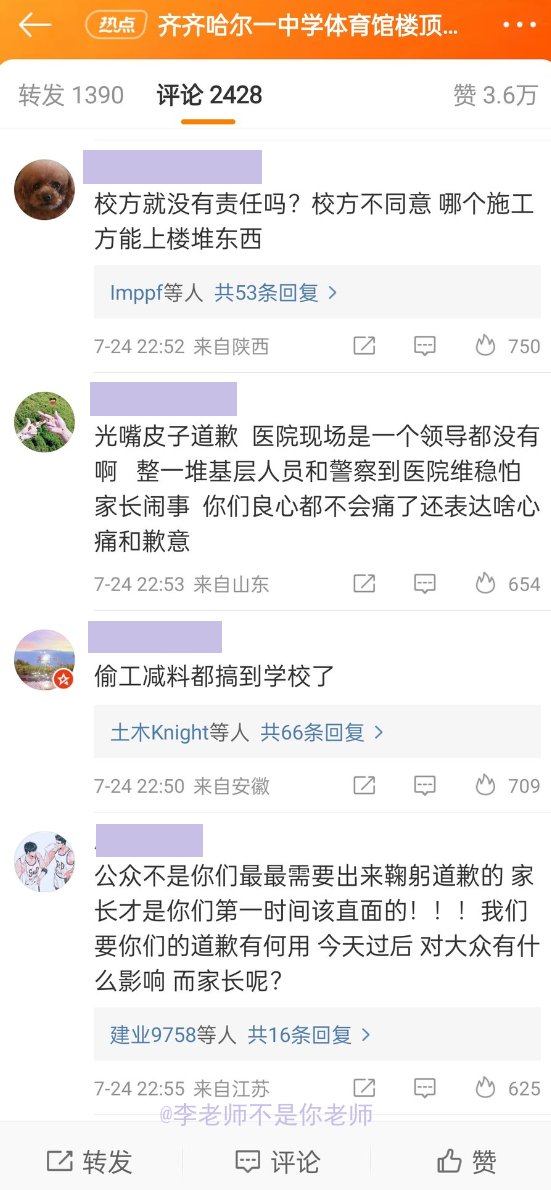 热点 齐齐哈尔一中学体育馆楼顶...
转发 1390 评论 2428 赞 3.6万
校方就没有责任吗？校方不同意 哪个施工
方能上楼堆东西
Imppf等人 共53条回复 >
7-24 22:52 来自陕西 750
光嘴皮子道歉 医院现场是一个领导都没有
啊 整一堆基层人员和警察到医院维稳怕
家长闹事 你们良心都不会痛了还表达啥心
痛和歉意
7-24 22:53 来自山东 654
偷工减料都搞到学校了
土木Knight等人 共66条回复 >
7-24 22:50 来自安徽 709
公众不是你们最最需要出来鞠躬道歉的 家
长才是你们第一时间该直面的！！！我们
要你们的道歉有何用 今天过后 对大众有什
么影响 而家长呢?
建业9758等人 共16条回复 >
7-24 22:55 来自江苏 625
@李老师不是你老师
转发 评论 赞